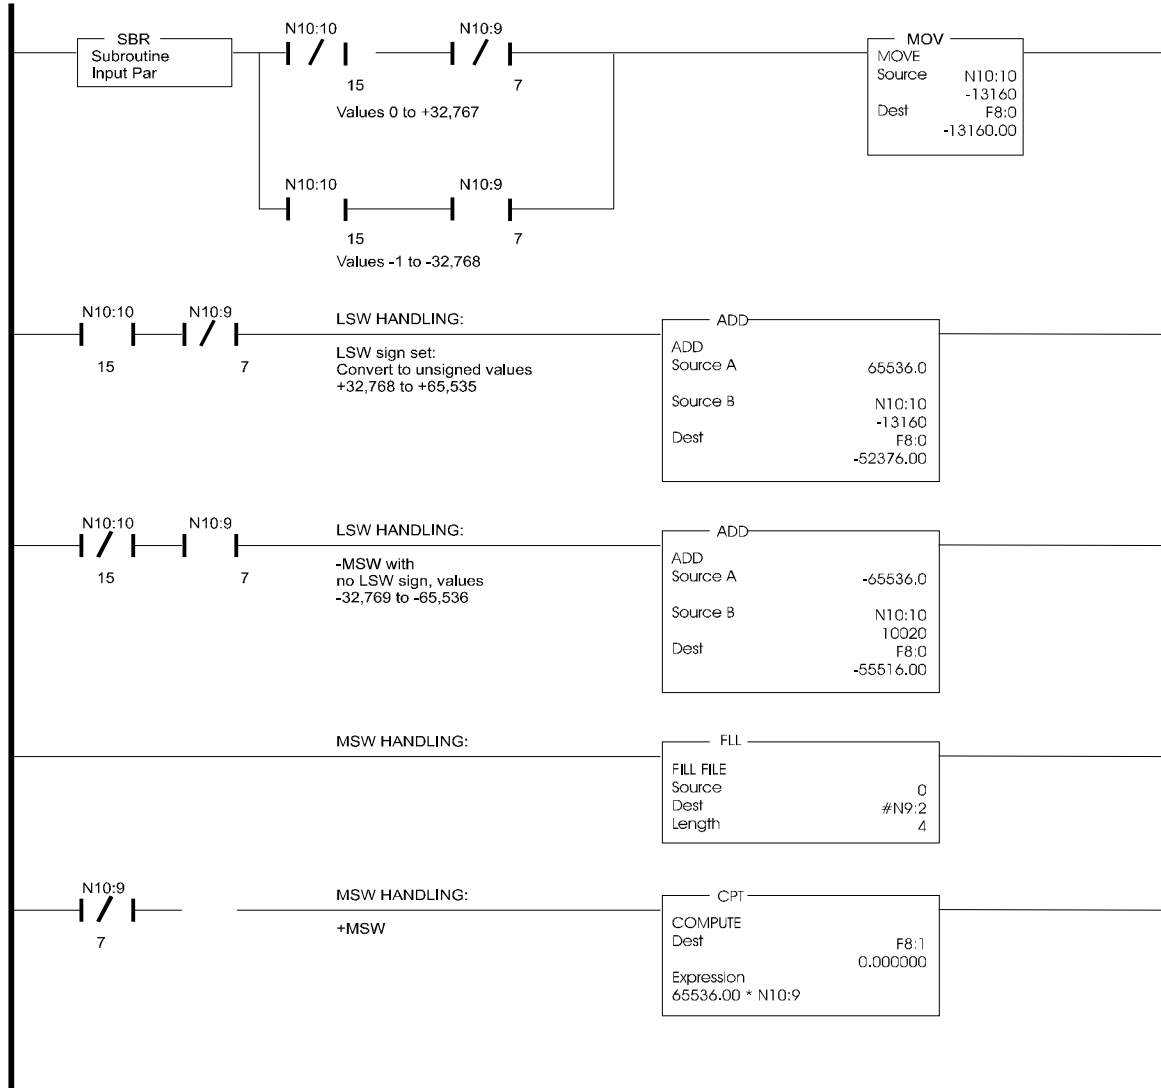 SBR
Subroutine
Input Par
N10:10
15
N10:9
7
Values 0 to +32,767
MOV
MOVE
Source N10:10
-13160
Dest F8:0
-13160.00
N10:10
15
N10:9
7
Values -1 to -32,768
N10:10
15
N10:9
7
LSW HANDLING:
LSW sign set:
Convert to unsigned values
+32,768 to +65,535
ADD
ADD
Source A 65536.0
Source B N10:10
-13160
Dest F8:0
-52376.00
N10:10
15
N10:9
7
LSW HANDLING:
-MSW with
no LSW sign, values
-32,769 to -65,536
ADD
ADD
Source A -65536.0
Source B N10:10
10020
Dest F8:0
-55516.00
MSW HANDLING:
FLL
FILL FILE
Source 0
Dest #N9:2
Length 4
N10:9
7
MSW HANDLING:
+MSW
CPT
COMPUTE
Dest F8:1
0.000000
Expression
65536.00 * N10:9